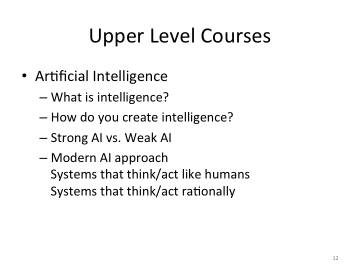 Upper Level Courses
• Artificial Intelligence
– What is intelligence?
– How do you create intelligence?
– Strong AI vs. Weak AI
– Modern AI approach
Systems that think/act like humans
Systems that think/act rationally
12